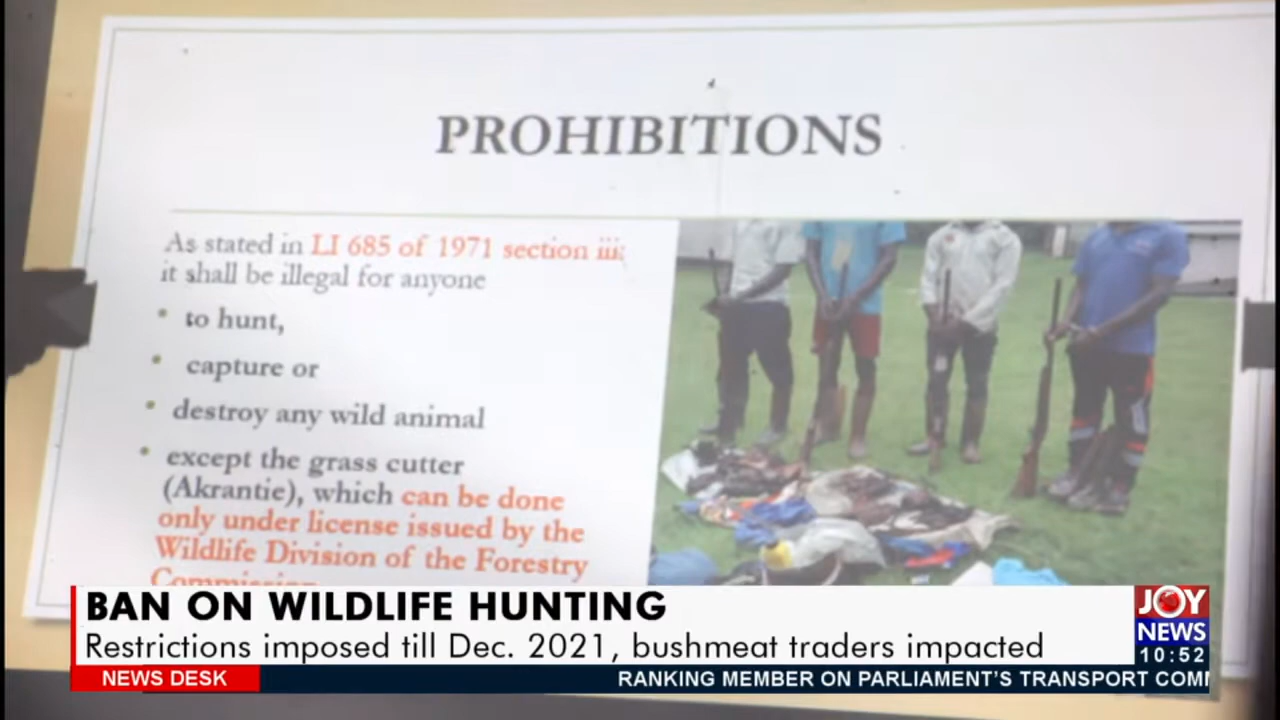 PROHIBITIONS
As stated in LI 685 of 1971 section iii;
it shall be illegal for anyone
• to hunt,
• capture or
• destroy any wild animal
• except the grass cutter
(Akrantie), which can be done
only under license issued by the
Wildlife Division of the Forestry
Commission
BAN ON WILDLIFE HUNTING
Restrictions imposed till Dec. 2021, bushmeat traders impacted
JOY
NEWS
10:52
NEWS DESK
RANKING MEMBER ON PARLIAMENT'S TRANSPORT COMM